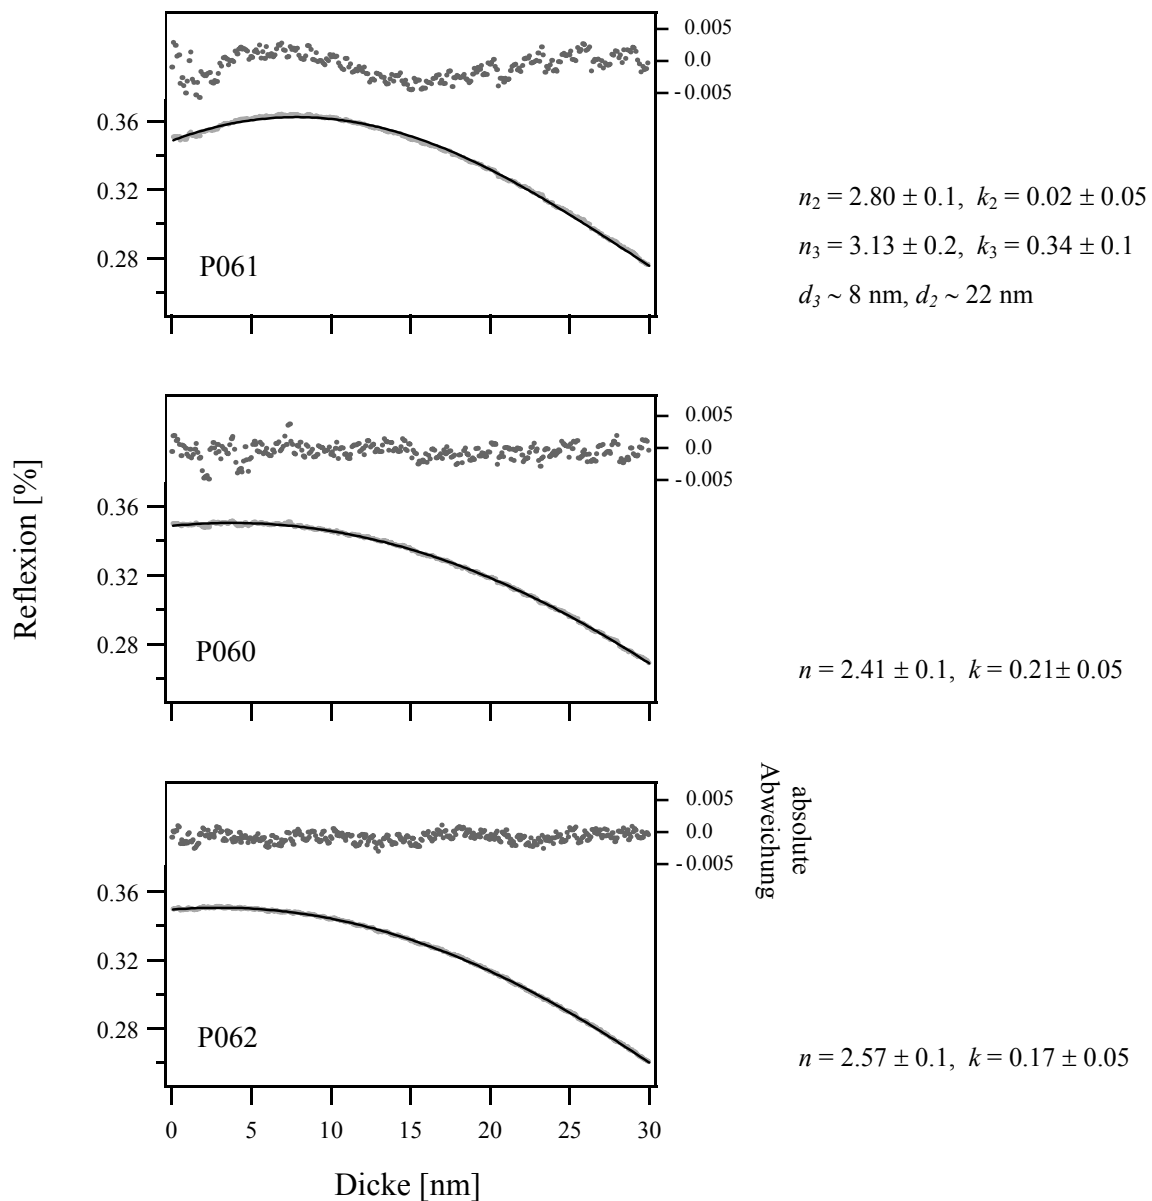 0.005
0.0
-0.005
0.36
0.32
0.28
P061
n₂ = 2.80 ± 0.1, k₂ = 0.02 ± 0.05
n₃ = 3.13 ± 0.2, k₃ = 0.34 ± 0.1
d₃ ~ 8 nm, d₂ ~ 22 nm
0.005
0.0
-0.005
0.36
0.32
0.28
P060
n = 2.41 ± 0.1, k = 0.21± 0.05
Reflexion [%]
0.005
0.0
-0.005
absolute
Abweichung
0.36
0.32
0.28
P062
n = 2.57 ± 0.1, k = 0.17 ± 0.05
0 5 10 15 20 25 30
Dicke [nm]